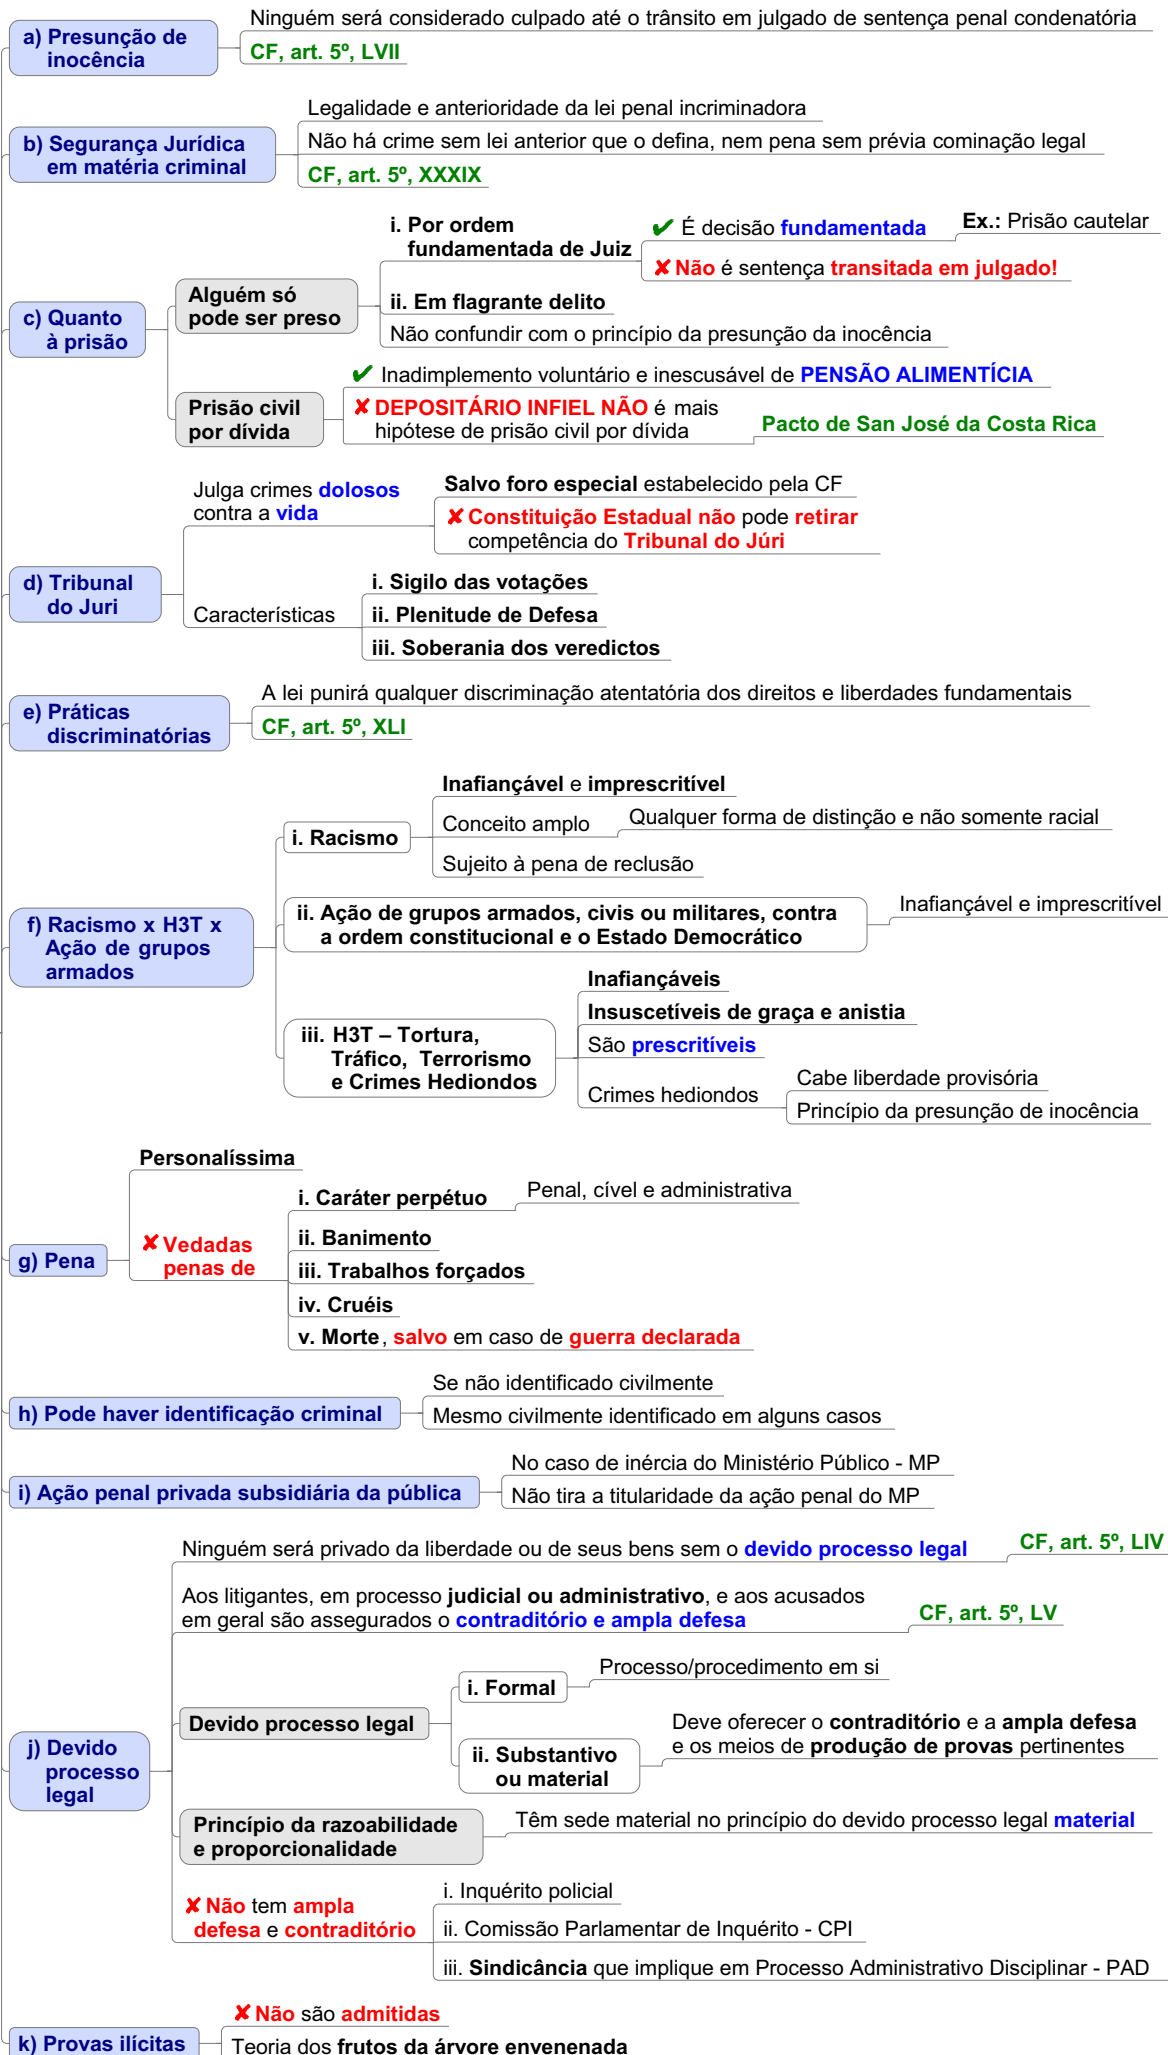 a) Presunção de
inocência
Ninguém será considerado culpado até o trânsito em julgado de sentença penal condenatória
CF, art. 5º, LVII
b) Segurança Jurídica
em matéria criminal
Legalidade e anterioridade da lei penal incriminadora
Não há crime sem lei anterior que o defina, nem pena sem prévia cominação legal
CF, art. 5º, XXXIX
c) Quanto
à prisão
Alguém só
pode ser preso
i. Por ordem
fundamentada de Juiz
✔ É decisão fundamentada
Ex.: Prisão cautelar
✘ Não é sentença transitada em julgado!
ii. Em flagrante delito
Não confundir com o princípio da presunção da inocência
Prisão civil
por dívida
✔ Inadimplemento voluntário e inescusável de PENSÃO ALIMENTÍCIA
✘ DEPOSITÁRIO INFIEL NÃO é mais
hipótese de prisão civil por dívida
Pacto de San José da Costa Rica
d) Tribunal
do Juri
Julga crimes dolosos
contra a vida
Salvo foro especial estabelecido pela CF
✘ Constituição Estadual não pode retirar
competência do Tribunal do Júri
Características
i. Sigilo das votações
ii. Plenitude de Defesa
iii. Soberania dos veredictos
e) Práticas
discriminatórias
A lei punirá qualquer discriminação atentatória dos direitos e liberdades fundamentais
CF, art. 5º, XLI
f) Racismo x H3T x
Ação de grupos
armados
i. Racismo
Inafiançável e imprescritível
Conceito amplo
Qualquer forma de distinção e não somente racial
Sujeito à pena de reclusão
ii. Ação de grupos armados, civis ou militares, contra
a ordem constitucional e o Estado Democrático
Inafiançável e imprescritível
iii. H3T – Tortura,
Tráfico, Terrorismo
e Crimes Hediondos
Inafiançáveis
Insuscetíveis de graça e anistia
São prescritíveis
Crimes hediondos
Cabe liberdade provisória
Princípio da presunção de inocência
g) Pena
Personalíssima
✘ Vedadas
penas de
i. Caráter perpétuo
Penal, cível e administrativa
ii. Banimento
iii. Trabalhos forçados
iv. Cruéis
v. Morte, salvo em caso de guerra declarada
h) Pode haver identificação criminal
Se não identificado civilmente
Mesmo civilmente identificado em alguns casos
i) Ação penal privada subsidiária da pública
No caso de inércia do Ministério Público - MP
Não tira a titularidade da ação penal do MP
j) Devido
processo
legal
Ninguém será privado da liberdade ou de seus bens sem o devido processo legal
CF, art. 5º, LIV
Aos litigantes, em processo judicial ou administrativo, e aos acusados
em geral são assegurados o contraditório e ampla defesa
CF, art. 5º, LV
Devido processo legal
i. Formal
Processo/procedimento em si
ii. Substantivo
ou material
Deve oferecer o contraditório e a ampla defesa
e os meios de produção de provas pertinentes
Princípio da razoabilidade
e proporcionalidade
Têm sede material no princípio do devido processo legal material
✘ Não tem ampla
defesa e contraditório
i. Inquérito policial
ii. Comissão Parlamentar de Inquérito - CPI
iii. Sindicância que implique em Processo Administrativo Disciplinar - PAD
k) Provas ilícitas
✘ Não são admitidas
Teoria dos frutos da árvore envenenada